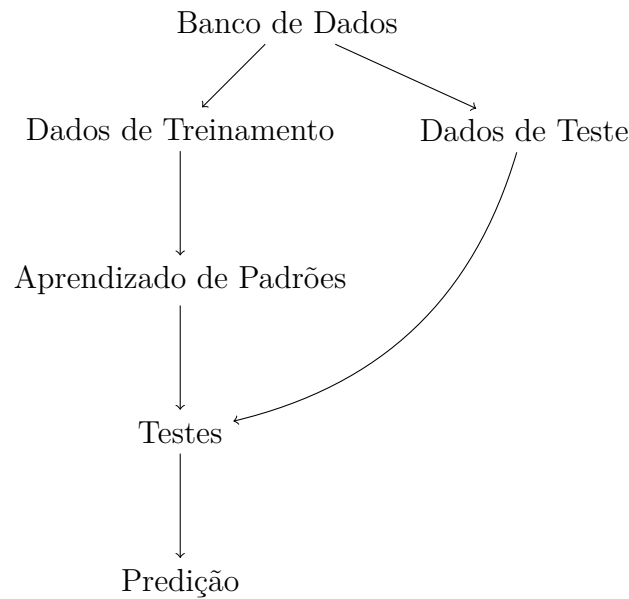 Banco de Dados
Dados de Treinamento
Dados de Teste
Aprendizado de Padrões
Testes
Predição